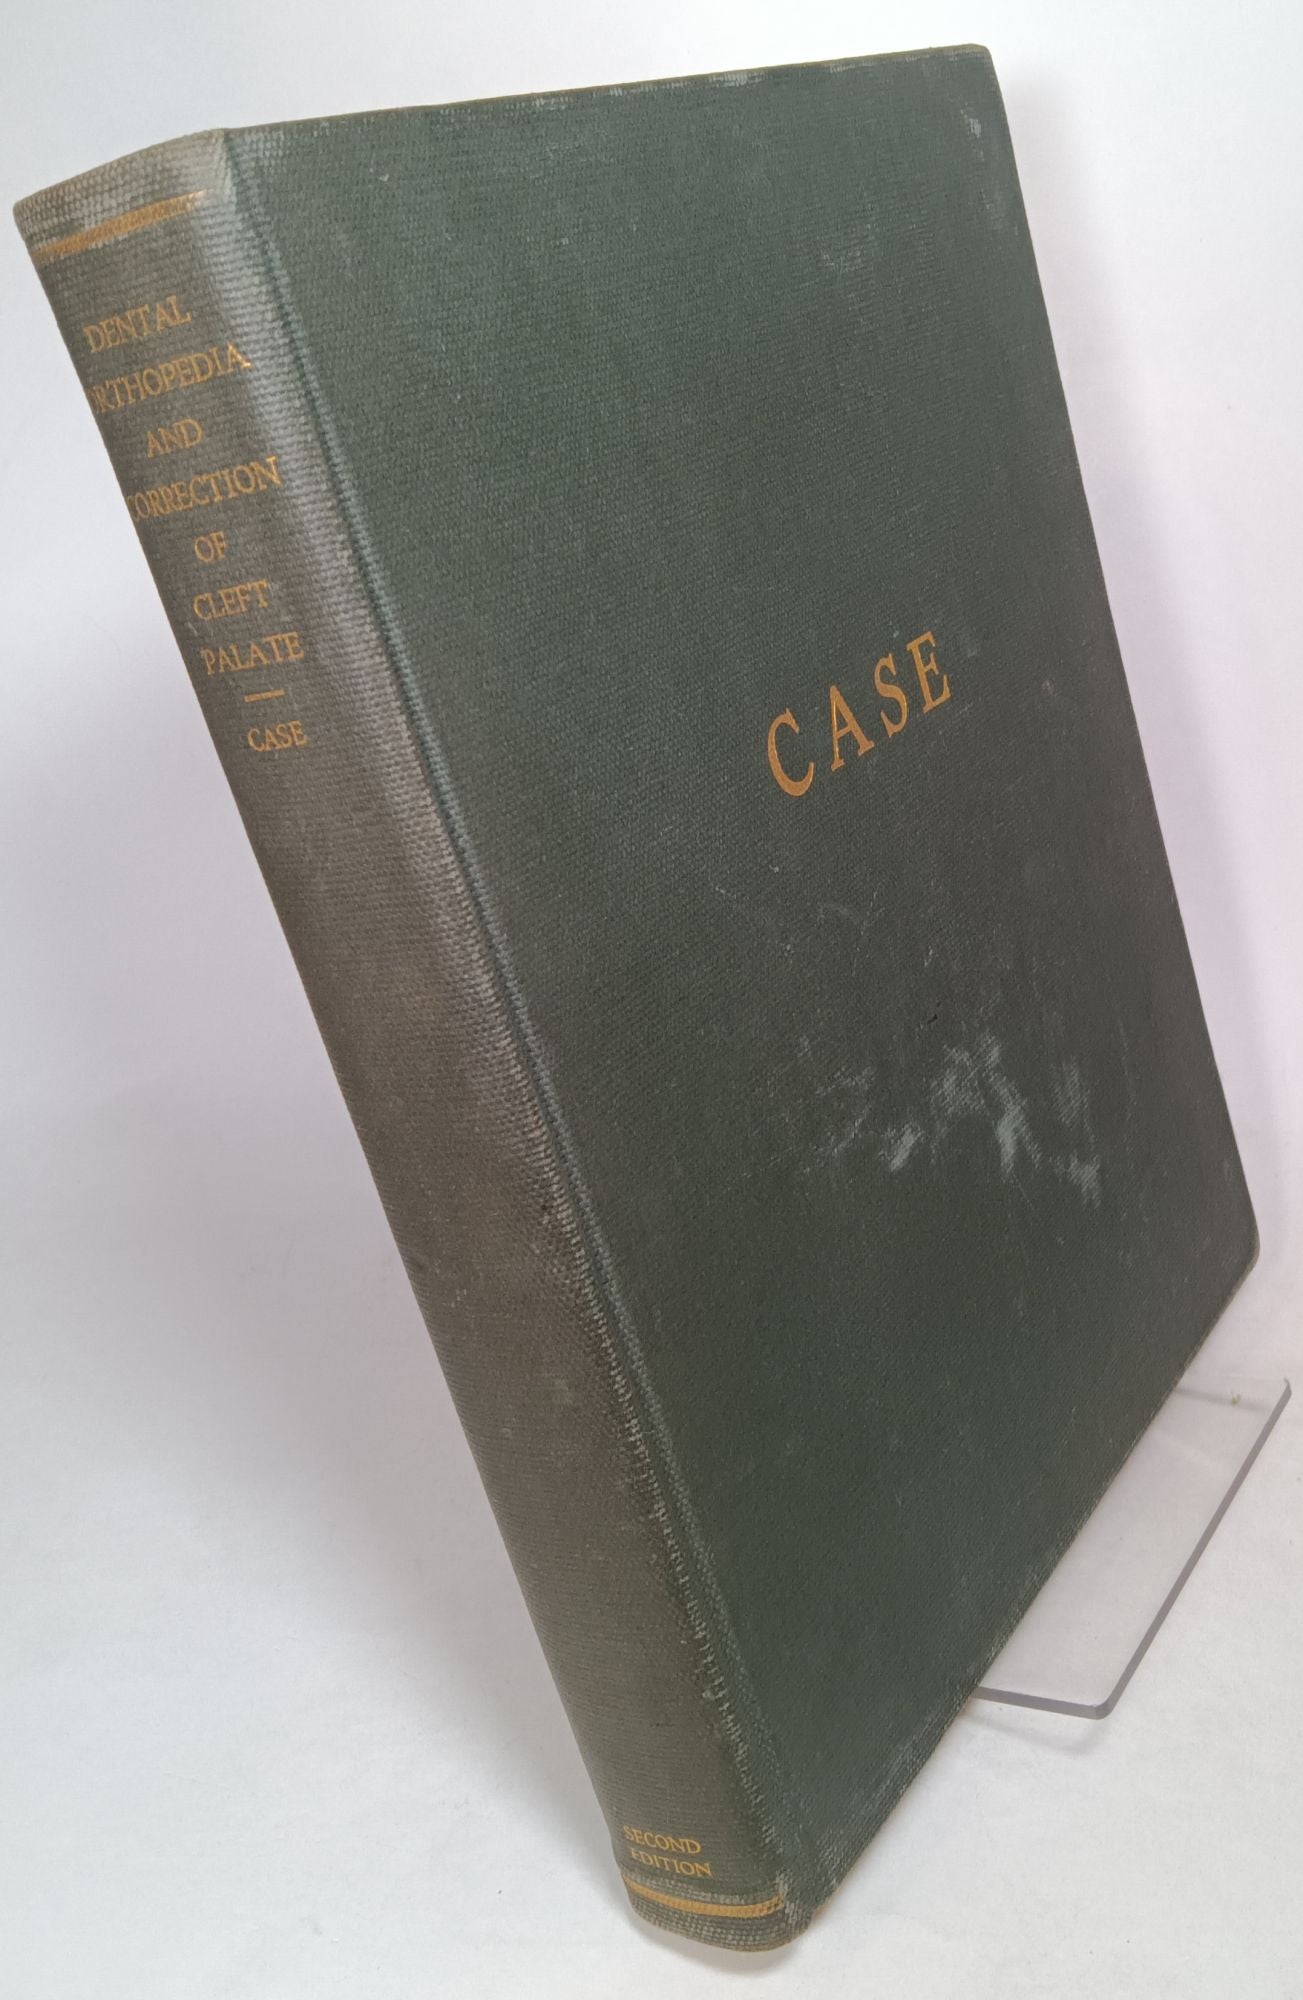 DENTAL
ORTHOPEDIA
AND
CORRECTION
OF
CLEFT
PALATE
CASE
SECOND
EDITION
CASE